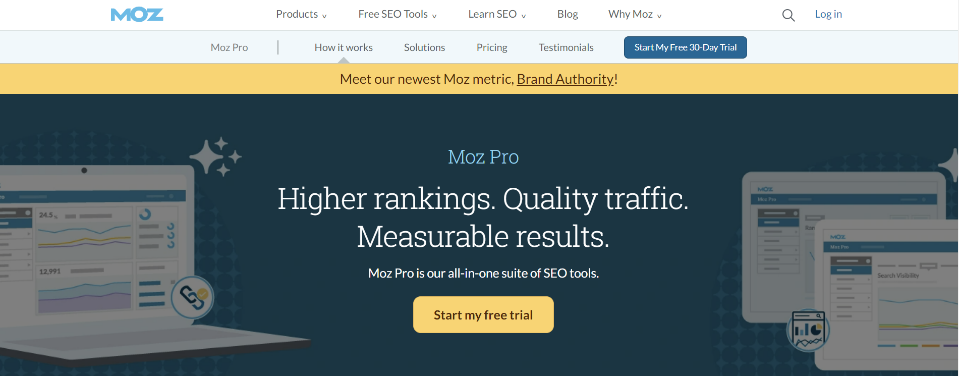 MOZ
Products
Free SEO Tools
Learn SEO
Blog
Why Moz
Log in
Moz Pro
How it works
Solutions
Pricing
Testimonials
Start My Free 30-Day Trial
Meet our newest Moz metric, Brand Authority!
Moz Pro
Higher rankings. Quality traffic.
Measurable results.
Moz Pro is our all-in-one suite of SEO tools.
Start my free trial
24.5
12,991
MOZ
Moz Pro
MOZ
Moz Pro
Search Visibility